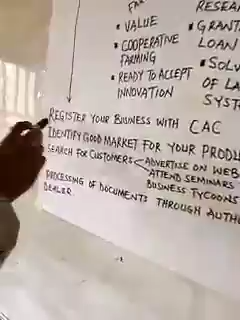 FA
• VALUE
• COOPERATIVE FARMING
• READY TO ACCEPT INNOVATION
RESEA
• GRANT
LOAN
• SOLV
OF LA
SYST
REGISTER YOUR BUSINESS WITH CAC
IDENTIFY GOOD MARKET FOR YOUR PRODU
SEARCH FOR CUSTOMERS
ADVERTISE ON WEB
ATTEND SEMINARS
BUSINESS TYCOONS
PROCESSING OF DOCUMENTS THROUGH AUTH
DEALER